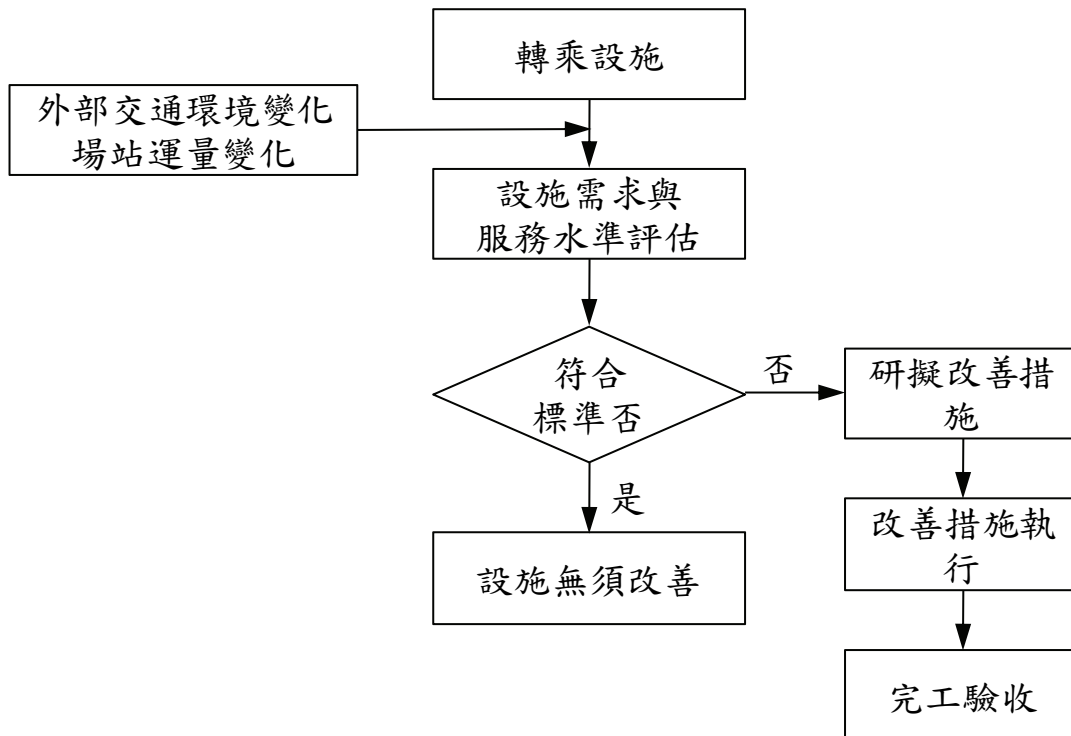 轉乘設施
外部交通環境變化
場站運量變化
設施需求與
服務水準評估
符合
標準否
否
研擬改善措
施
是
改善措施執
行
設施無須改善
完工驗收